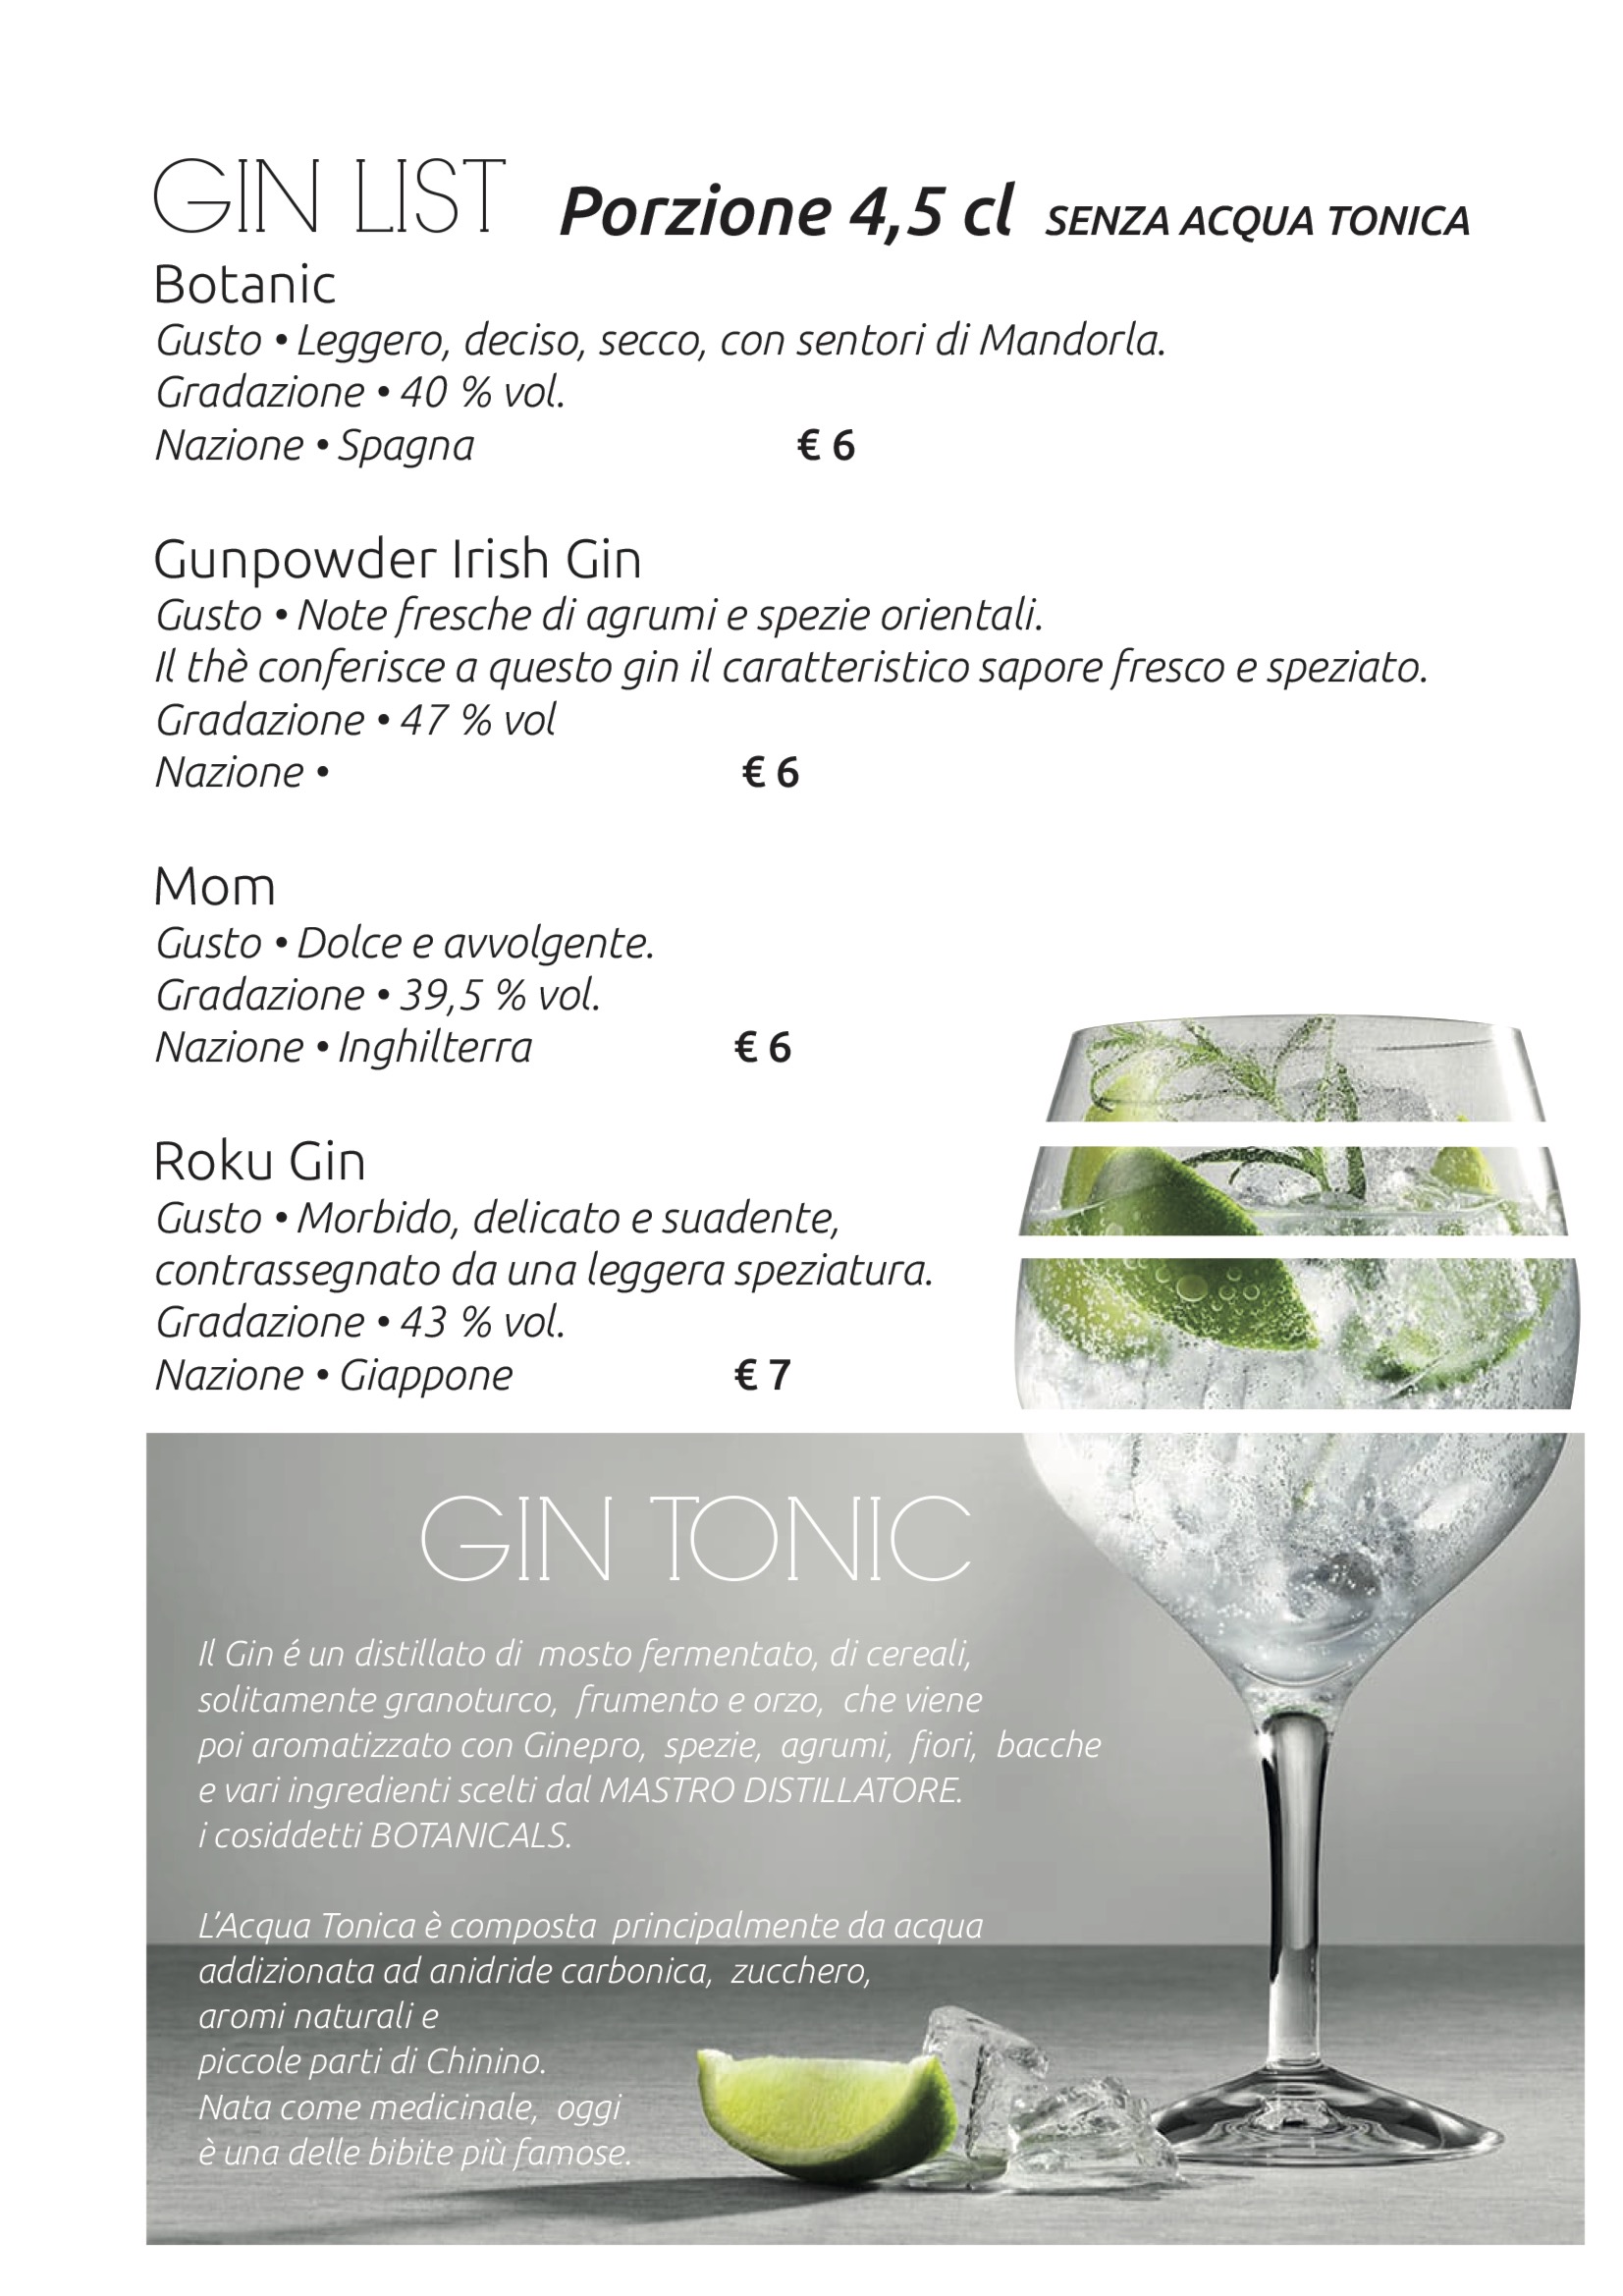 GIN LIST Porzione 4,5 cl SENZA ACQUA TONICA
Botanic
Gusto • Leggero, deciso, secco, con sentori di Mandorla.
Gradazione • 40 % vol.
Nazione • Spagna € 6
Gunpowder Irish Gin
Gusto • Note fresche di agrumi e spezie orientali.
Il thè conferisce a questo gin il caratteristico sapore fresco e speziato.
Gradazione • 47 % vol
Nazione • € 6
Mom
Gusto • Dolce e avvolgente.
Gradazione • 39,5 % vol.
Nazione • Inghilterra € 6
Roku Gin
Gusto • Morbido, delicato e suadente,
contrassegnato da una leggera speziatura.
Gradazione • 43 % vol.
Nazione • Giappone € 7
GIN TONIC
Il Gin é un distillato di mosto fermentato, di cereali,
solitamente granoturco, frumento e orzo, che viene
poi aromatizzato con Ginepro, spezie, agrumi, fiori, bacche
e vari ingredienti scelti dal MASTRO DISTILLATORE.
i cosiddetti BOTANICALS.
L'Acqua Tonica è composta principalmente da acqua
addizionata ad anidride carbonica, zucchero,
aromi naturali e
piccole parti di Chinino.
Nata come medicinale, oggi
è una delle bibite più famose.